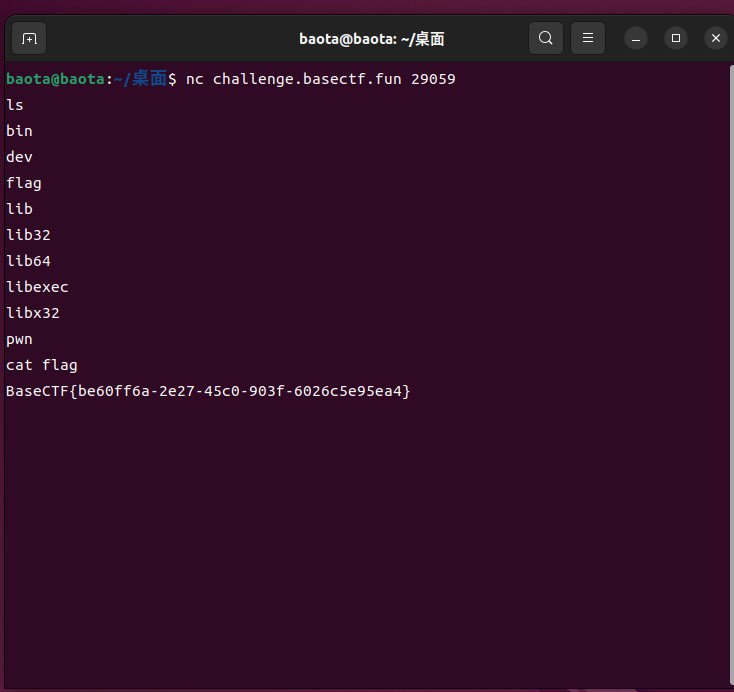 baota@baota: ~/桌面
baota@baota:~/桌面$ nc challenge.basectf.fun 29059
ls
bin
dev
flag
lib
lib32
lib64
libexec
libx32
pwn
cat flag
BaseCTF{be60ff6a-2e27-45c0-903f-6026c5e95ea4}